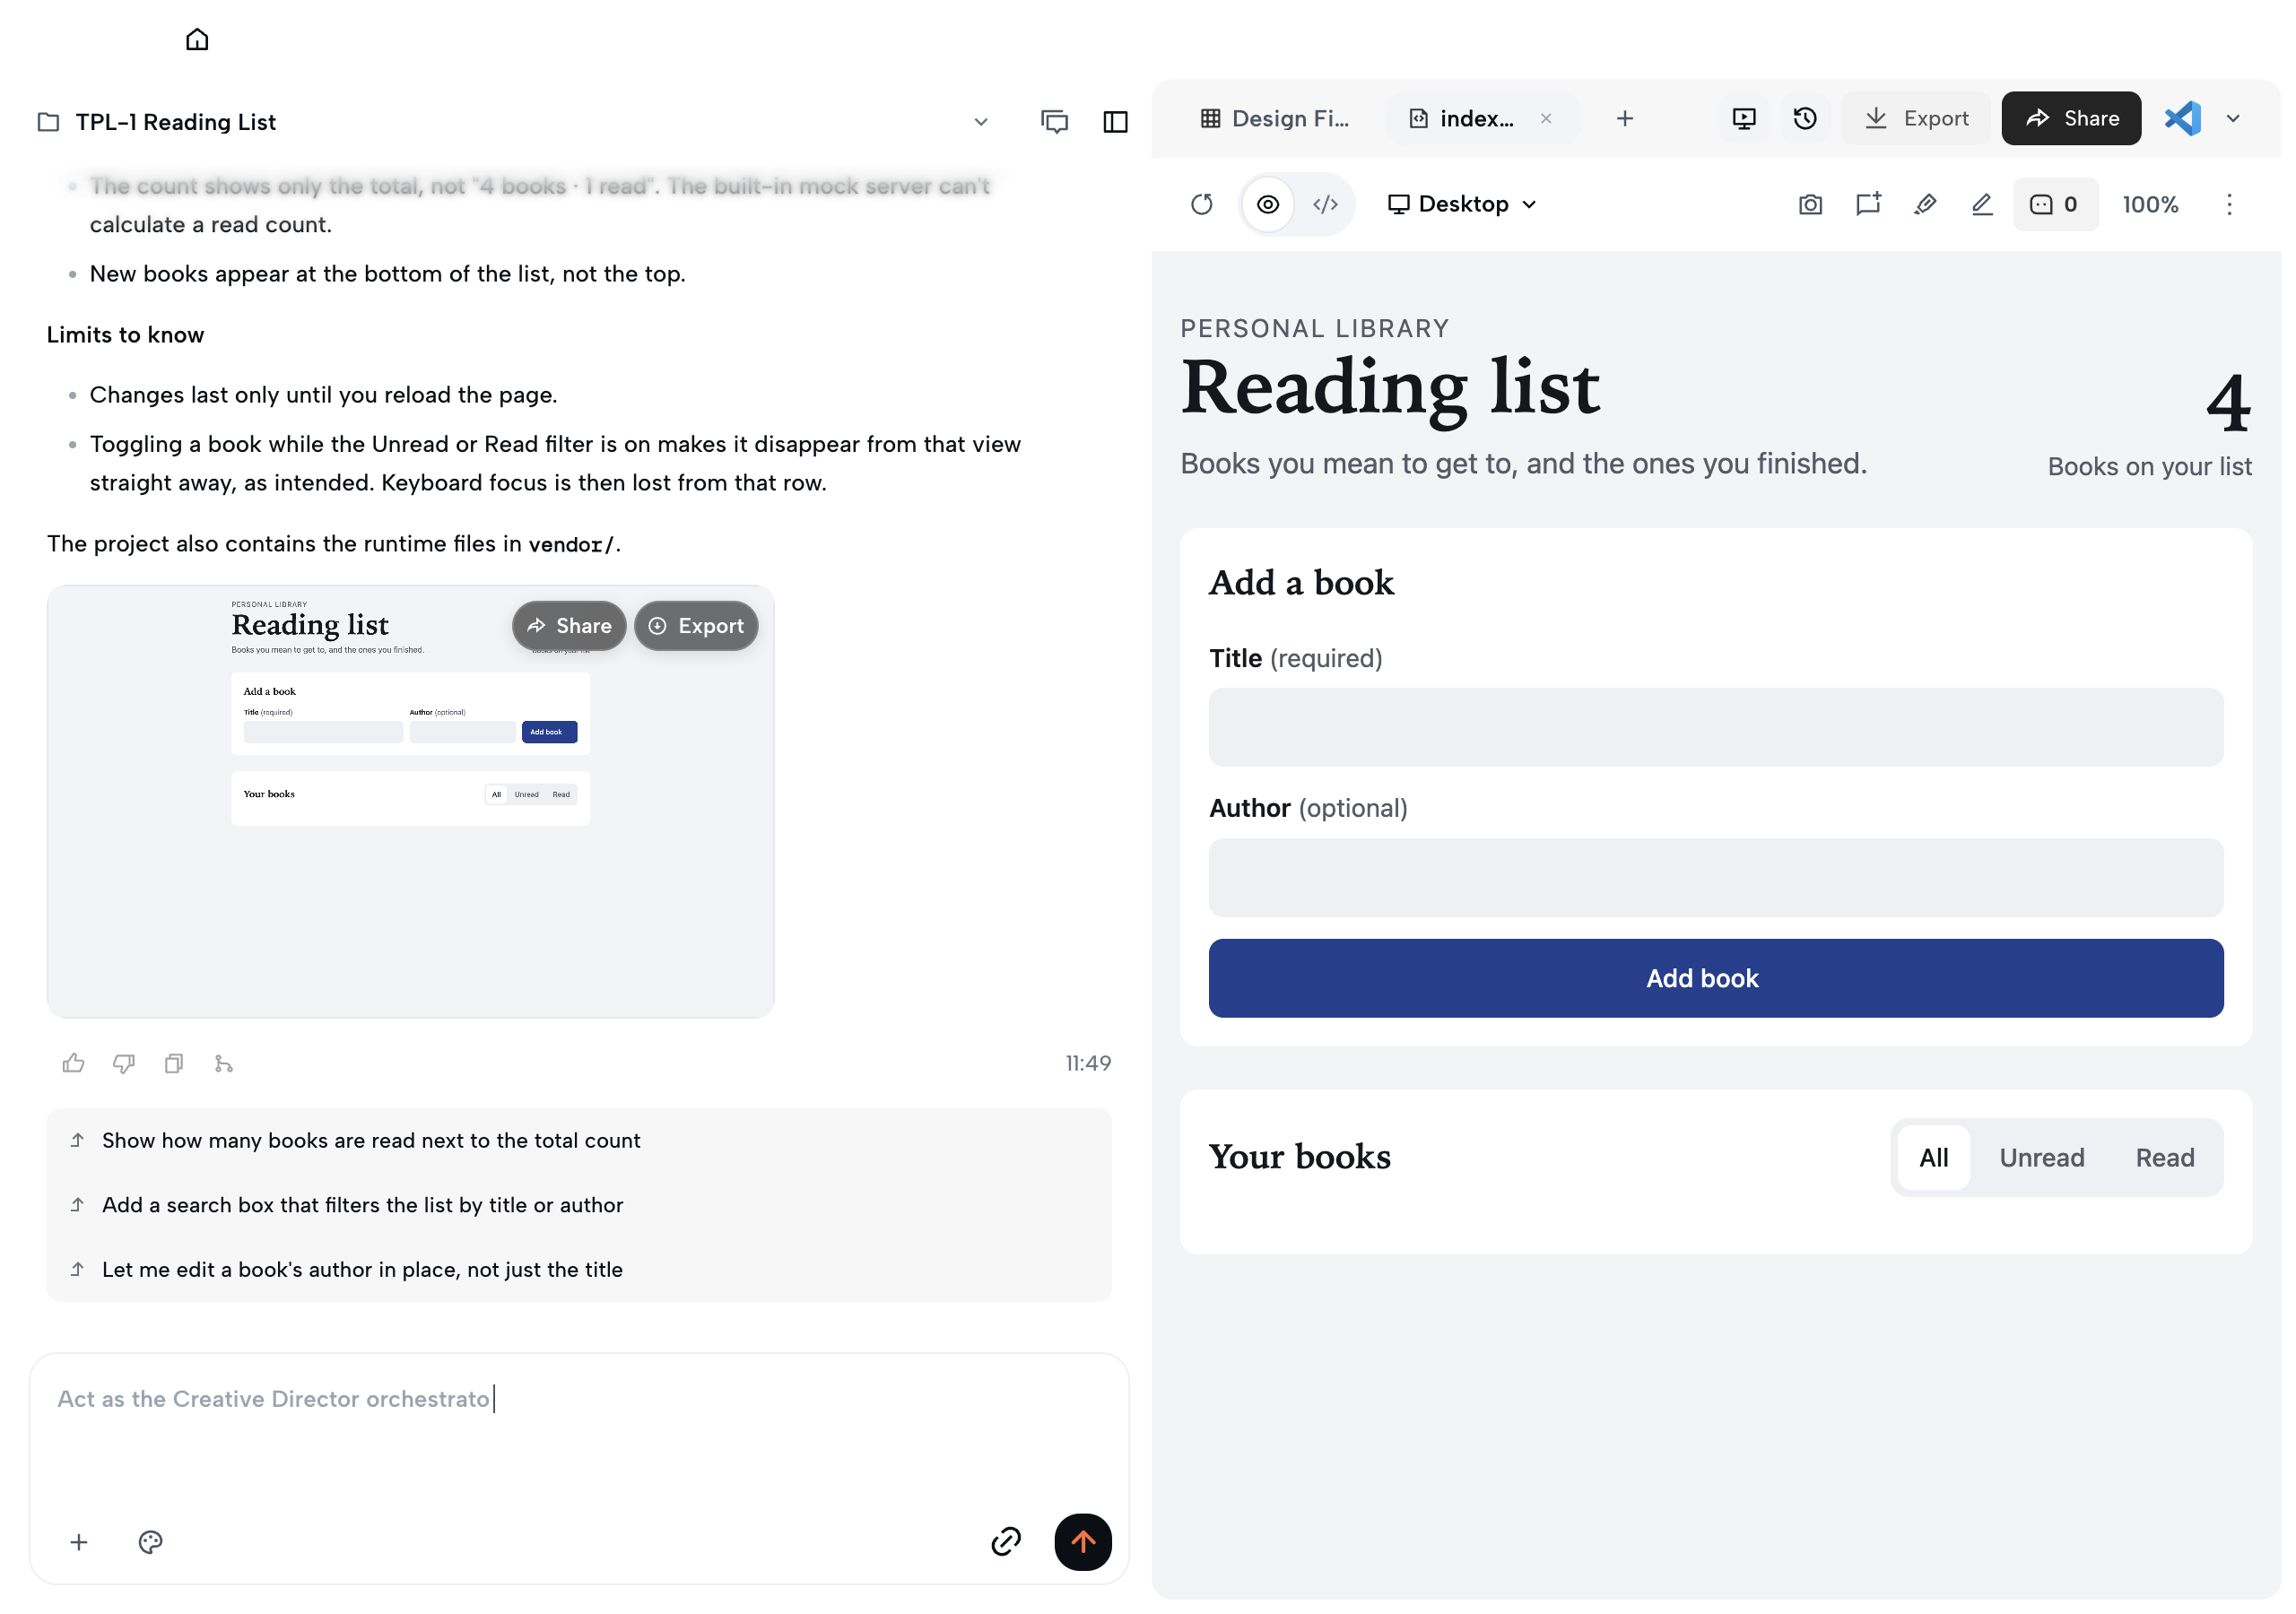 TPL-1 Reading List
The count shows only the total, not "4 books · 1 read". The built-in mock server can't
calculate a read count.
New books appear at the bottom of the list, not the top.
Limits to know
Changes last only until you reload the page.
Toggling a book while the Unread or Read filter is on makes it disappear from that view
straight away, as intended. Keyboard focus is then lost from that row.
The project also contains the runtime files in vendor/.
PERSONAL LIBRARY
Reading list
Books you mean to get to, and the ones you finished.
Share
Export
Add a book
Title (required)
Author (optional)
Add book
Your books
All
Unread
Read
11:49
Show how many books are read next to the total count
Add a search box that filters the list by title or author
Let me edit a book's author in place, not just the title
Act as the Creative Director orchestrato
Design Fi...
index...
Export
Share
Desktop
0
100%
PERSONAL LIBRARY
Reading list
4
Books you mean to get to, and the ones you finished.
Books on your list
Add a book
Title (required)
Author (optional)
Add book
Your books
All
Unread
Read